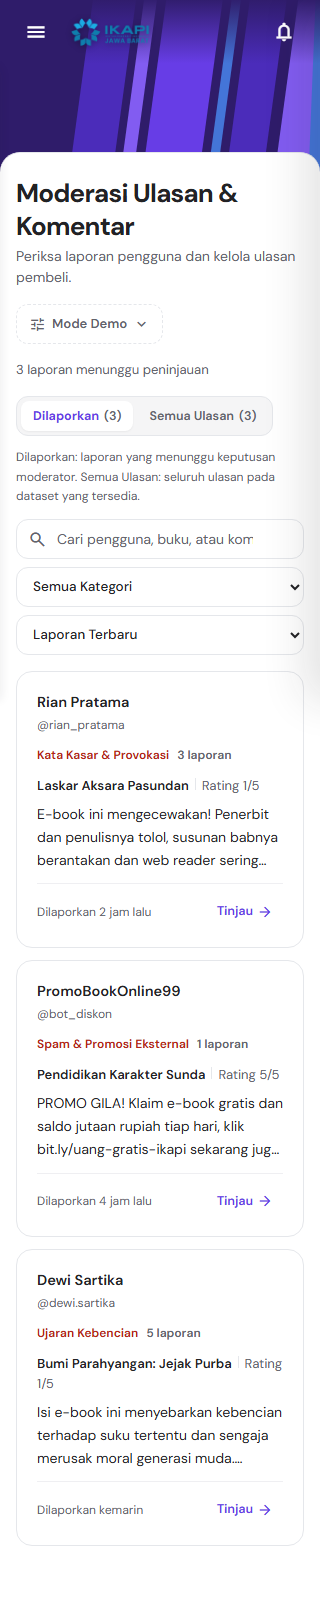 IKAPI
JAWA BARAT
Moderasi Ulasan &
Komentar
Periksa laporan pengguna dan kelola ulasan
pembeli.
Mode Demo
3 laporan menunggu peninjauan
Dilaporkan (3) Semua Ulasan (3)
Dilaporkan: laporan yang menunggu keputusan
moderator. Semua Ulasan: seluruh ulasan pada
dataset yang tersedia.
Cari pengguna, buku, atau kom
Semua Kategori
Laporan Terbaru
Rian Pratama
@rian_pratama
Kata Kasar & Provokasi 3 laporan
Laskar Aksara Pasundan Rating 1/5
E-book ini mengecewakan! Penerbit
dan penulisnya tolol, susunan babnya
berantakan dan web reader sering...
Dilaporkan 2 jam lalu Tinjau →
PromoBookOnline99
@bot_diskon
Spam & Promosi Eksternal 1 laporan
Pendidikan Karakter Sunda Rating 5/5
PROMO GILA! Klaim e-book gratis dan
saldo jutaan rupiah tiap hari, klik
bit.ly/uang-gratis-ikapi sekarang jug...
Dilaporkan 4 jam lalu Tinjau →
Dewi Sartika
@dewi.sartika
Ujaran Kebencian 5 laporan
Bumi Parahyangan: Jejak Purba Rating
1/5
Isi e-book ini menyebarkan kebencian
terhadap suku tertentu dan sengaja
merusak moral generasi muda....
Dilaporkan kemarin Tinjau →